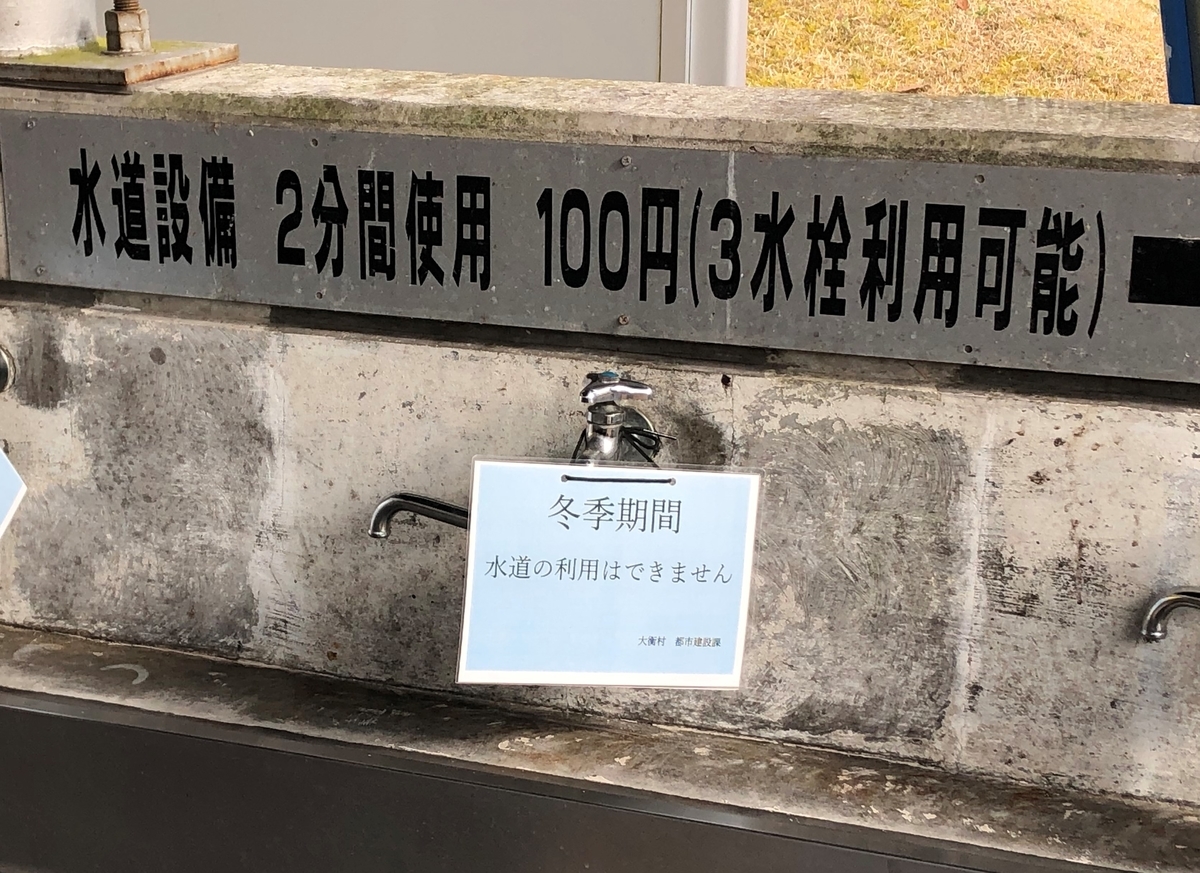 水道設備 2分間使用 100円(3水栓利用可能)
冬季期間
水道の利用はできません
大衡村 都市建設課